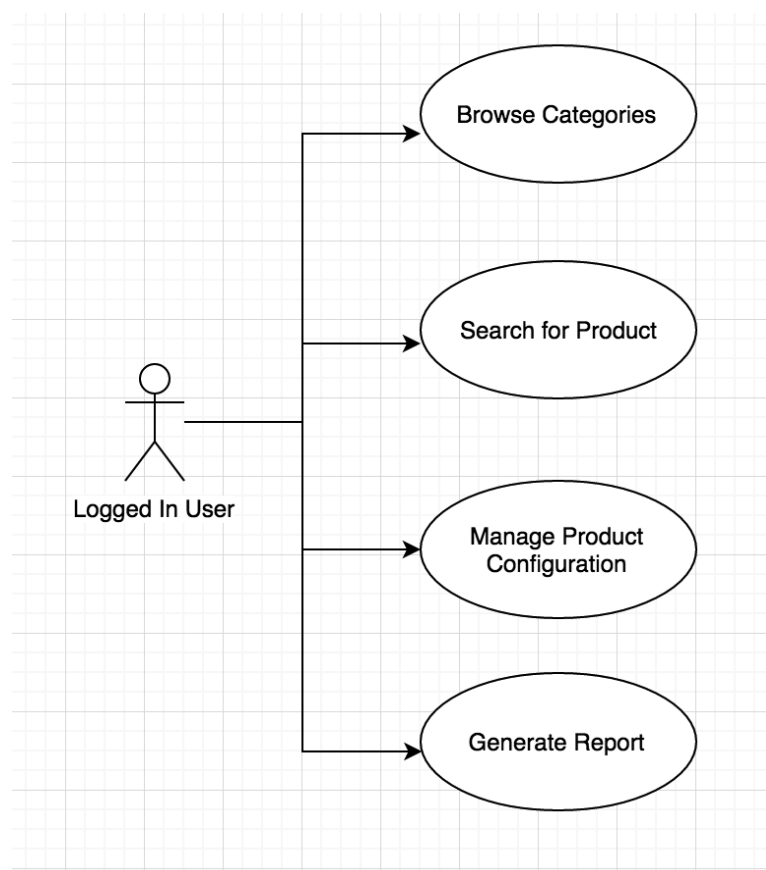 Browse Categories
Search for Product
Logged In User
Manage Product
Configuration
Generate Report